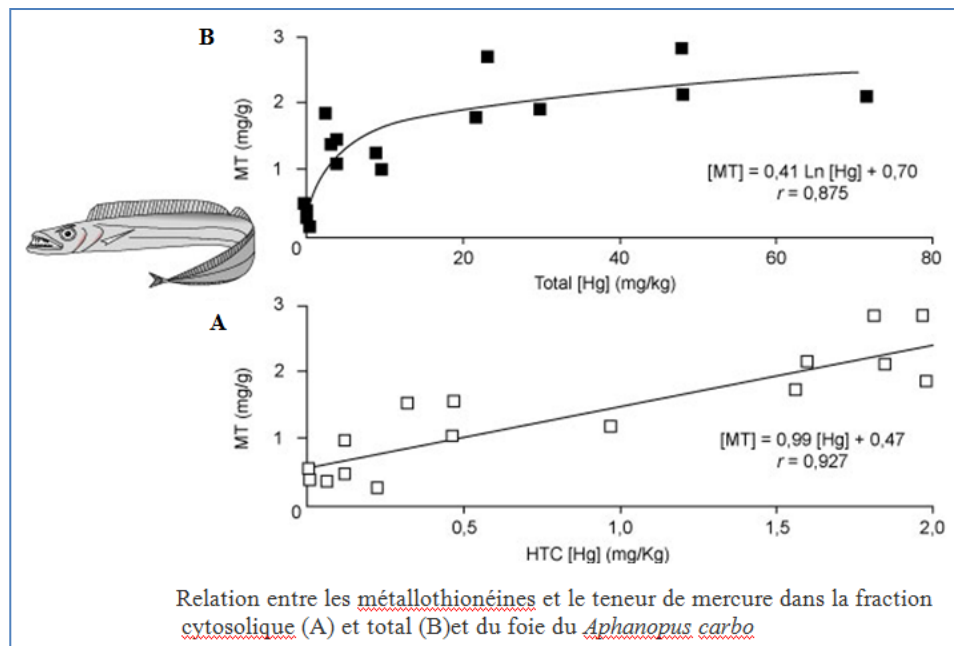 B
3
2
1
0
MT (mg/g)
[MT] = 0,41 Ln [Hg] + 0,70
r = 0,875
20
40
60
80
Total [Hg] (mg/kg)
A
3
2
1
0
MT (mg/g)
[MT] = 0,99 [Hg] + 0,47
r = 0,927
0,5
1,0
1,5
2,0
HTC [Hg] (mg/Kg)
Relation entre les métallothionéines et le teneur de mercure dans la fraction
cytosolique (A) et total (B)et du foie du Aphanopus carbo